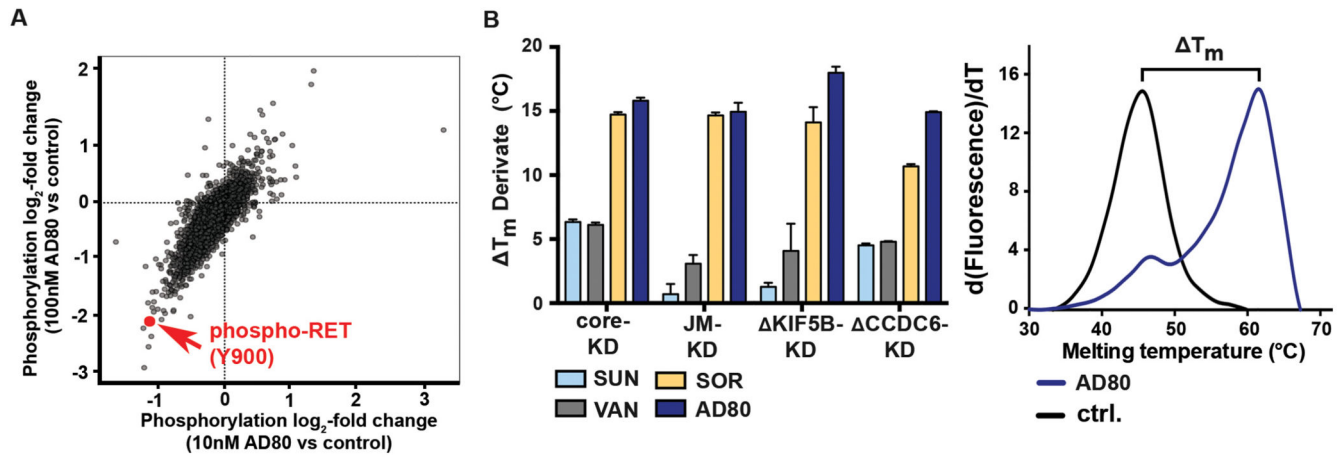 A
Phosphorylation log2-fold change
(100nM AD80 vs control)
2
1
0
-1
-2
-3
phospho-RET
(Y900)
-1
0
1
2
3
Phosphorylation log2-fold change
(10nM AD80 vs control)
B
ΔTm Derivate (°C)
20
15
10
5
0
core-
KD
JM-
KD
ΔKIF5B-
KD
ΔCCDC6-
KD
SUN
SOR
VAN
AD80
ΔTm
d(Fluorescence)/dT
16
12
8
4
0
30
40
50
60
70
Melting temperature (°C)
AD80
ctrl.